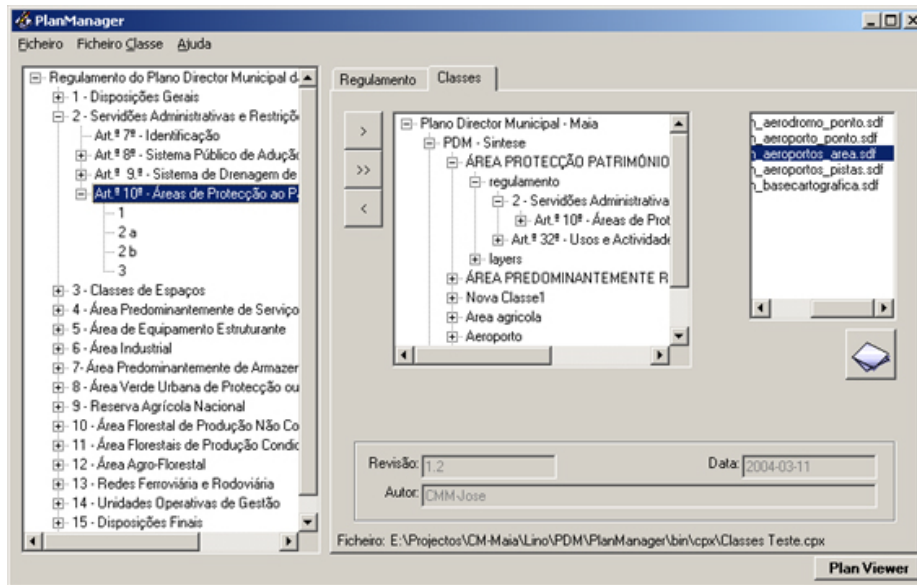 PlanManager
Ficheiro Ficheiro Classe Ajuda
Regulamento do Plano Director Municipal d
1 - Disposições Gerais
2 - Servidões Administrativas e Restriçõ
Art.º 7º - Identificação
Art.º 8º - Sistema Público de Aduçã
Art.º 9.º - Sistema de Drenagem de
Art.º 10º - Áreas de Protecção ao P
1
2 a
2 b
3
3 - Classes de Espaços
4 - Área Predominantemente de Serviço
5 - Área de Equipamento Estruturante
6 - Área Industrial
7- Área Predominantemente de Armazer
8 - Área Verde Urbana de Protecção ou
9 - Reserva Agrícola Nacional
10 - Área Florestal de Produção Não Co
11 - Área Florestais de Produção Condic
12 - Área Agro-Florestal
13 - Redes Ferroviária e Rodoviária
14 - Unidades Operativas de Gestão
15 - Disposições Finais
Regulamento Classes
>
>>
<
Plano Director Municipal - Maia
PDM - Sintese
ÁREA PROTECÇÃO PATRIMÓNIO
regulamento
2 - Servidões Administrativa
Art.º 10º - Áreas de Prot
Art.º 32º - Usos e Actividade
layers
ÁREA PREDOMINANTEMENTE R
Nova Classe1
Area agricola
Aeroporto
n_aerodromo_ponto.sdf
n_aeroporto_ponto.sdf
n_aeroportos_area.sdf
n_aeroportos_pistas.sdf
n_basecartografica.sdf
Revisão: 1.2 Data: 2004-03-11
Autor: CMM-Jose
Ficheiro: E:\Projectos\CM-Maia\Lino\PDM\PlanManager\bin\cpx\Classes Teste.cpx
Plan Viewer